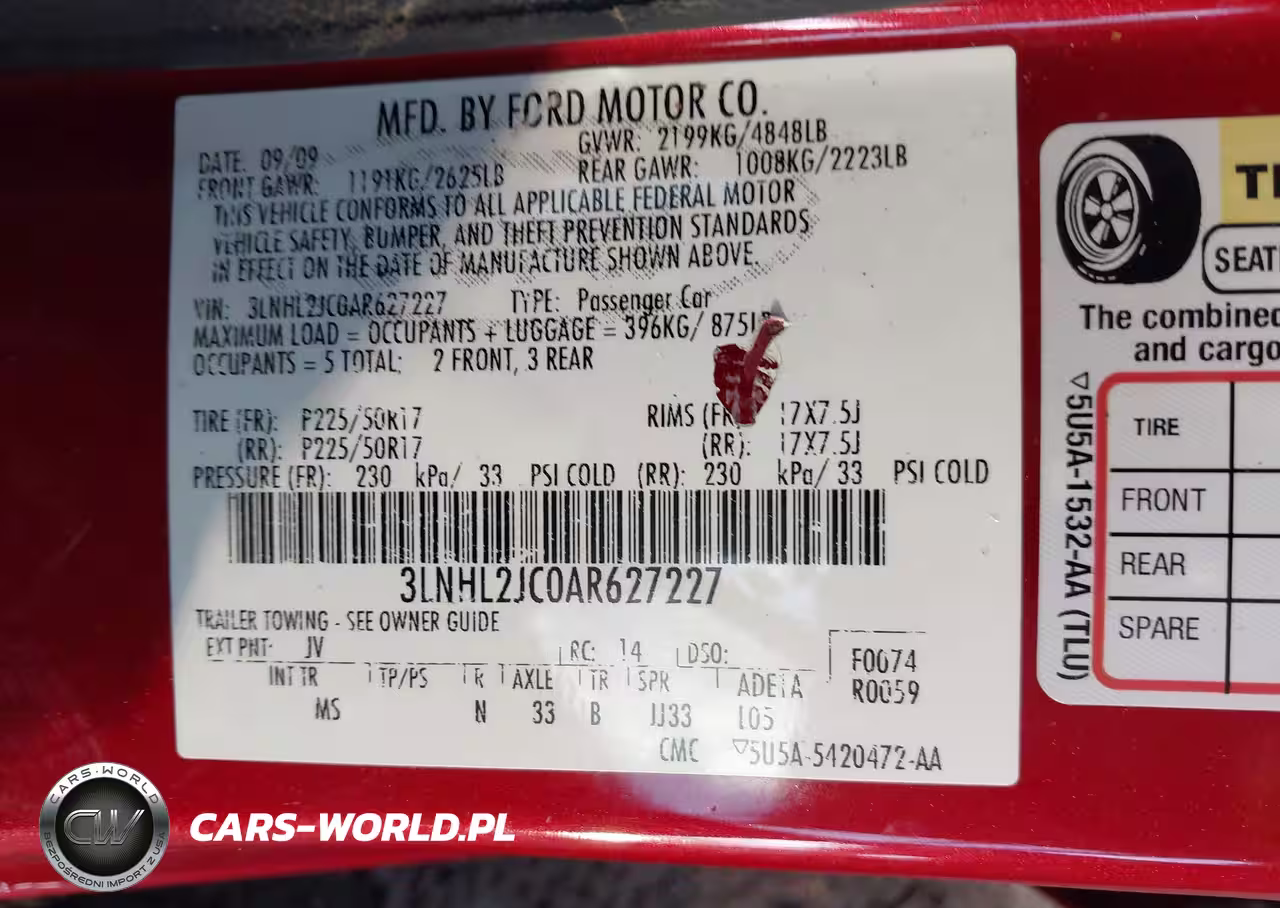 MFD. BY FORD MOTOR CO.
DATE: 09/09 GVWR: 2199KG/4848LB
FRONT GAWR: 1191KG/2625LB REAR GAWR: 1008KG/2223LB
THIS VEHICLE CONFORMS TO ALL APPLICABLE FEDERAL MOTOR
VEHICLE SAFETY, BUMPER, AND THEFT PREVENTION STANDARDS
IN EFFECT ON THE DATE OF MANUFACTURE SHOWN ABOVE.
VIN: 3LNHL2JC0AR627227 TYPE: Passenger Car
MAXIMUM LOAD = OCCUPANTS + LUGGAGE = 396KG/ 875LB
OCCUPANTS = 5 TOTAL; 2 FRONT, 3 REAR
TIRE (FR): P225/50R17 RIMS (FR): 17X7.5J
(RR): P225/50R17 (RR): 17X7.5J
PRESSURE (FR): 230 kPa/ 33 PSI COLD (RR): 230 kPa/ 33 PSI COLD
3LNHL2JC0AR627227
TRAILER TOWING - SEE OWNER GUIDE
EXT PNT: JV RC: 14 DSO: F0074
INT TR TP/PS R AXLE TR SPR R0059
MS N 33 B JJ33 105
CMC ▽5U5A-5420472-AA
SEATI
The combined
and cargo
TIRE
FRONT
REAR
SPARE
▽5U5A-1532-AA (TLU)
CARS-WORLD
CW
BEZPOŚREDNI IMPORT Z USA
CARS-WORLD.PL